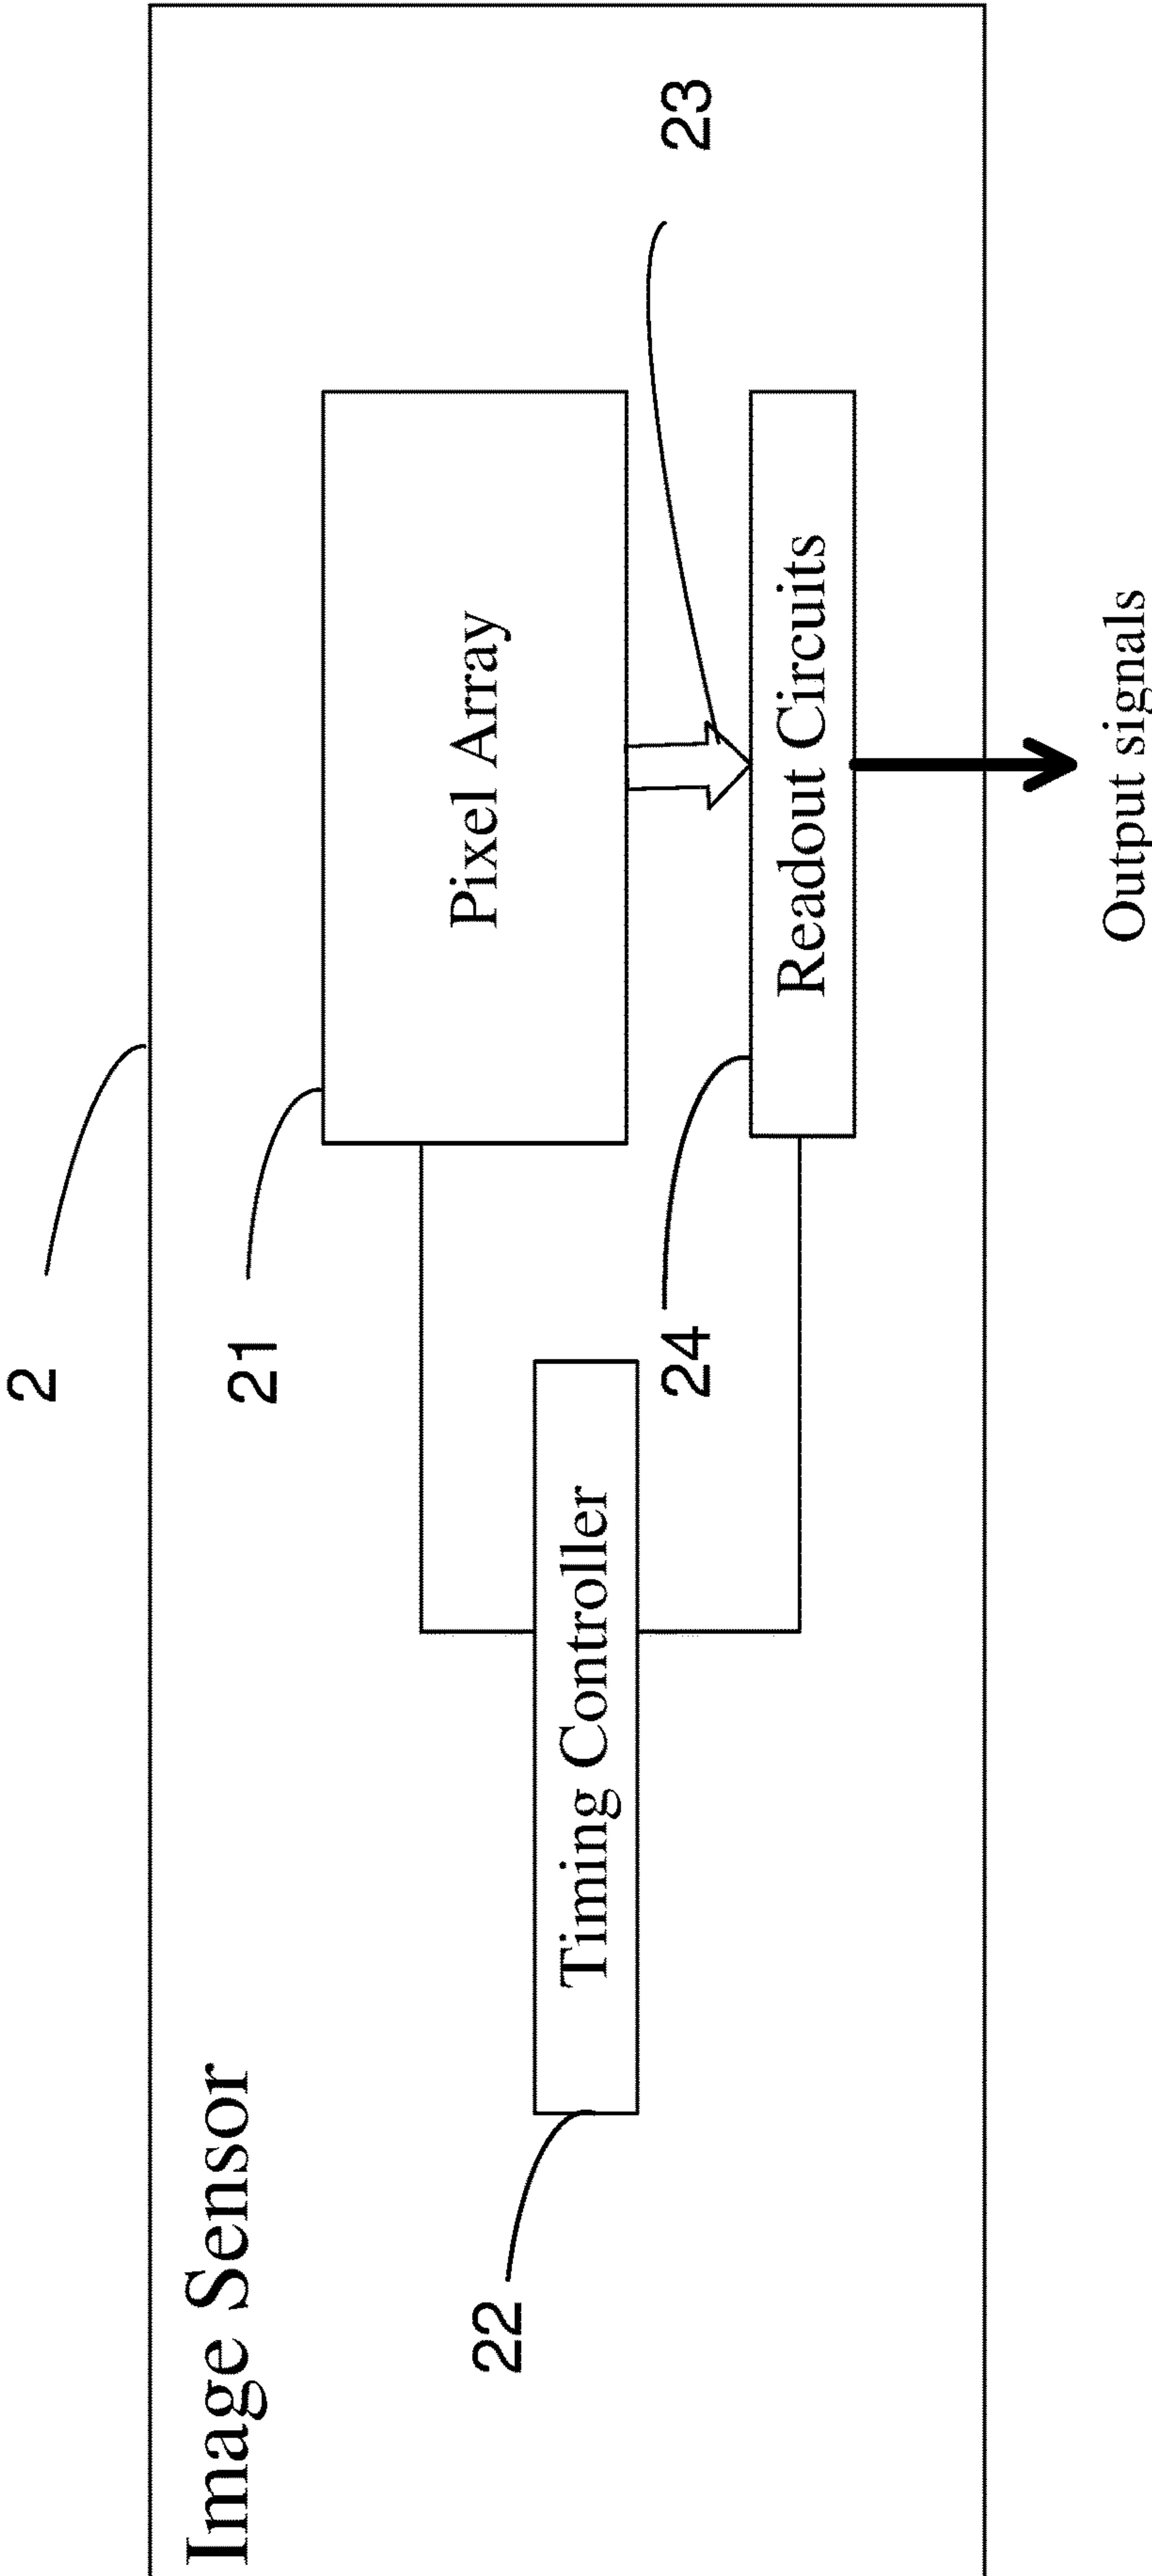 2
Image Sensor
21
Pixel Array
22
Timing Controller
23
24
Readout Circuits
Output signals